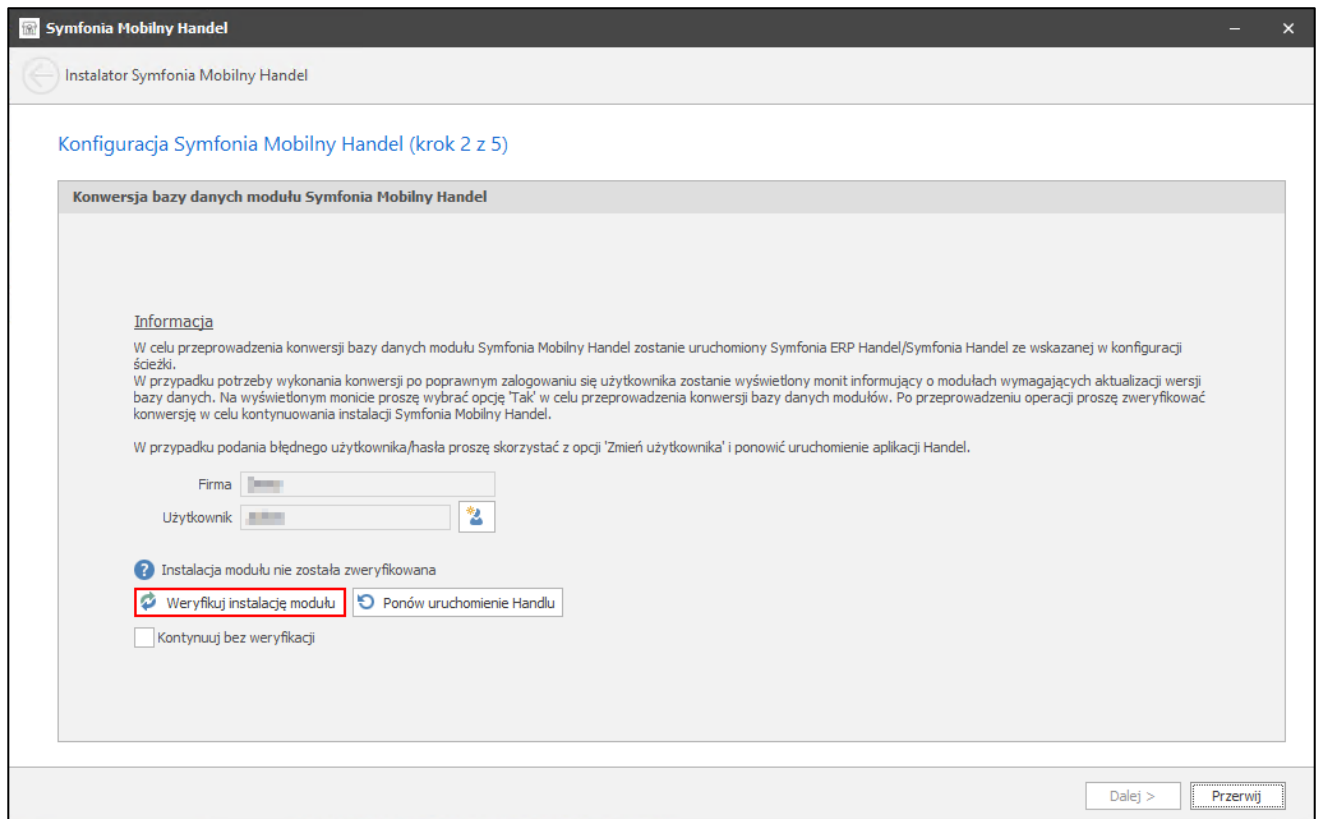 Symfonia Mobilny Handel
Instalator Symfonia Mobilny Handel
Konfiguracja Symfonia Mobilny Handel (krok 2 z 5)
Konwersja bazy danych modułu Symfonia Mobilny Handel
Informacja
W celu przeprowadzenia konwersji bazy danych modułu Symfonia Mobilny Handel zostanie uruchomiony Symfonia ERP Handel/Symfonia Handel ze wskazanej w konfiguracji
ścieżki.
W przypadku potrzeby wykonania konwersji po poprawnym zalogowaniu się użytkownika zostanie wyświetlony monit informujący o modułach wymagających aktualizacji wersji
bazy danych. Na wyświetlonym monicie proszę wybrać opcję 'Tak' w celu przeprowadzenia konwersji bazy danych modułów. Po przeprowadzeniu operacji proszę zweryfikować
konwersję w celu kontynuowania instalacji Symfonia Mobilny Handel.
W przypadku podania błędnego użytkownika/hasła proszę skorzystać z opcji 'Zmień użytkownika' i ponowić uruchomienie aplikacji Handel.
Firma
Użytkownik
Instalacja modułu nie została zweryfikowana
Weryfikuj instalację modułu Ponów uruchomienie Handlu
Kontynuuj bez weryfikacji
Dalej > Przerwij